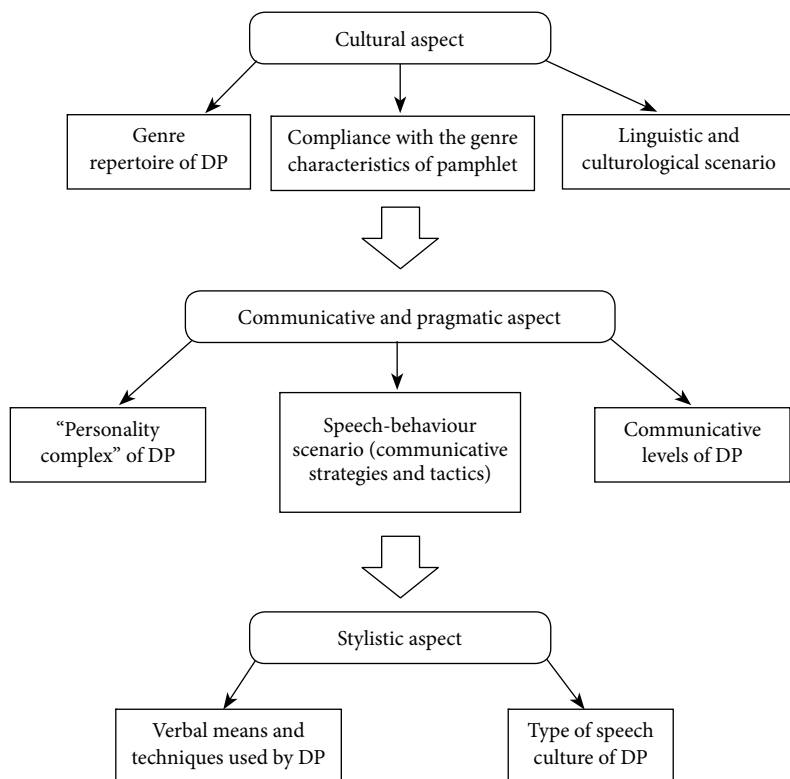 Cultural aspect
Genre
repertoire of DP
Compliance with the genre
characteristics of pamphlet
Linguistic and
culturological scenario
Communicative and pragmatic aspect
“Personality
complex” of DP
Speech-behaviour
scenario (communicative
strategies and tactics)
Communicative
levels of DP
Stylistic aspect
Verbal means and
techniques used by DP
Type of speech
culture of DP